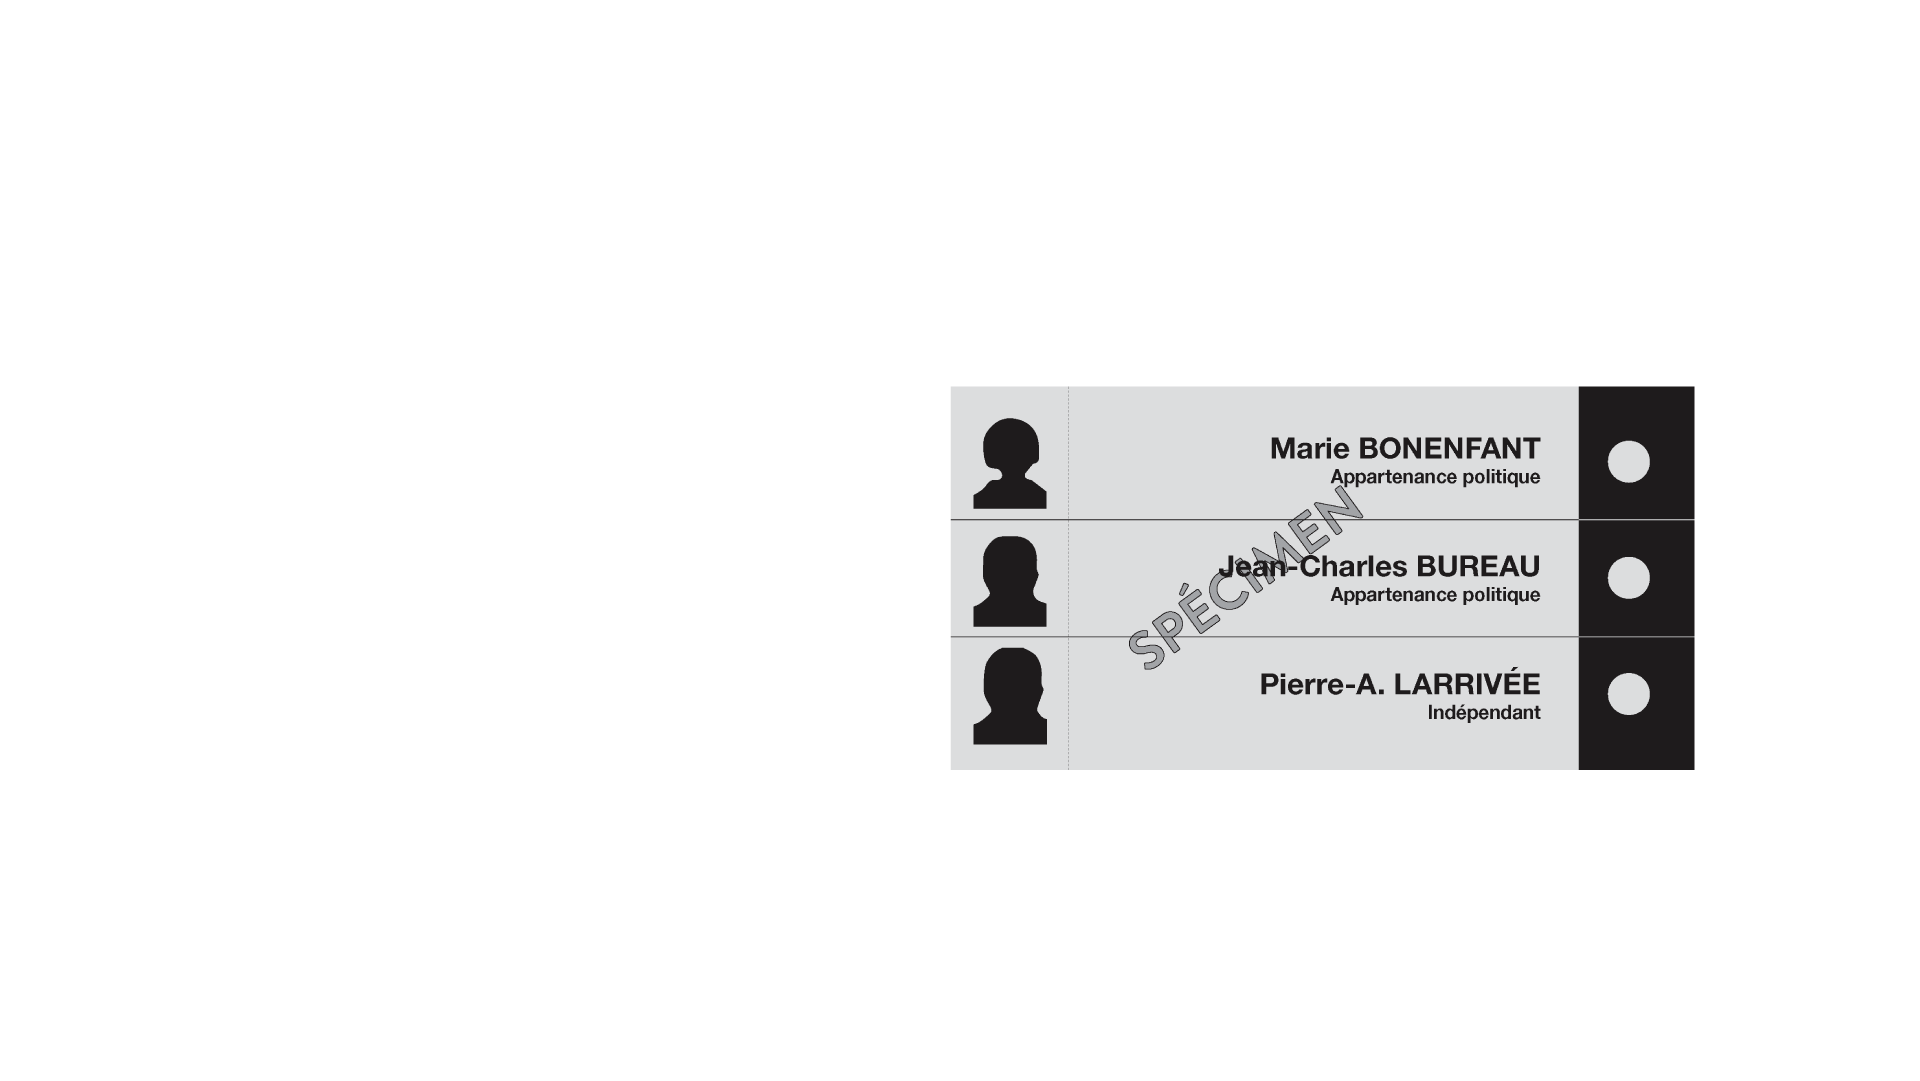 Marie BONENFANT
Appartenance politique
Jean-Charles BUREAU
Appartenance politique
SPÉCIMEN
Pierre-A. LARRIVÉE
Indépendant